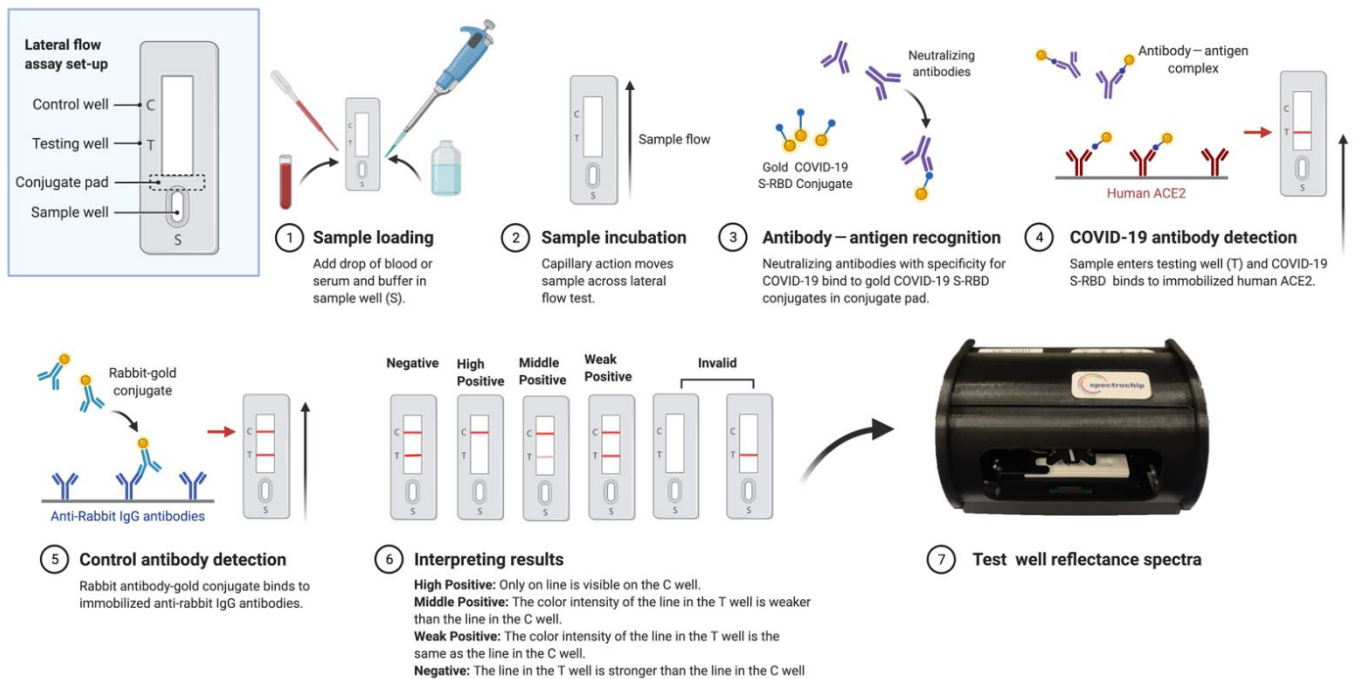 Lateral flow
assay set-up
Control well
C
Testing well
T
Conjugate pad
Sample well
S
C
T
S
1 Sample loading
Add drop of blood or
serum and buffer in
sample well (S).
C
T
S
Sample flow
2 Sample incubation
Capillary action moves
sample across lateral
flow test.
Neutralizing
antibodies
Gold COVID-19
S-RBD Conjugate
3 Antibody – antigen recognition
Neutralizing antibodies with specificity for
COVID-19 bind to gold COVID-19 S-RBD
conjugates in conjugate pad.
Antibody – antigen
complex
Human ACE2
C
T
S
4 COVID-19 antibody detection
Sample enters testing well (T) and COVID-19
S-RBD binds to immobilized human ACE2.
Rabbit-gold
conjugate
Anti-Rabbit IgG antibodies
C
T
S
5 Control antibody detection
Rabbit antibody-gold conjugate binds to
immobilized anti-rabbit IgG antibodies.
Negative
High
Positive
Middle
Positive
Weak
Positive
Invalid
C
T
S
C
T
S
C
T
S
C
T
S
C
T
S
C
T
S
6 Interpreting results
High Positive: Only on line is visible on the C well.
Middle Positive: The color intensity of the line in the T well is weaker
than the line in the C well.
Weak Positive: The color intensity of the line in the T well is the
same as the line in the C well.
Negative: The line in the T well is stronger than the line in the C well
spectrochip
7 Test well reflectance spectra